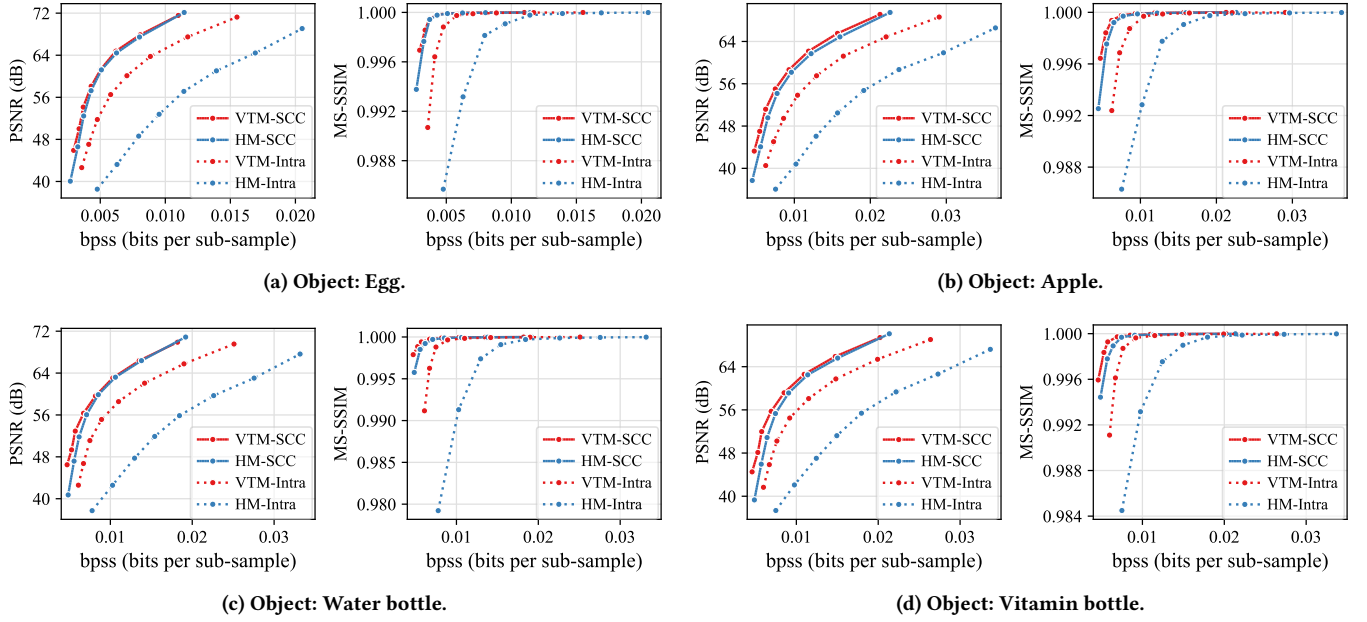 72
64
56
48
40
PSNR (dB)
0.005 0.010 0.015 0.020
bpss (bits per sub-sample)
VTM-SCC
HM-SCC
VTM-Intra
HM-Intra
1.000
0.996
0.992
0.988
MS-SSIM
0.005 0.010 0.015 0.020
bpss (bits per sub-sample)
VTM-SCC
HM-SCC
VTM-Intra
HM-Intra
(a) Object: Egg.
64
56
48
40
PSNR (dB)
0.01 0.02 0.03
bpss (bits per sub-sample)
VTM-SCC
HM-SCC
VTM-Intra
HM-Intra
1.000
0.996
0.992
0.988
MS-SSIM
0.01 0.02 0.03
bpss (bits per sub-sample)
VTM-SCC
HM-SCC
VTM-Intra
HM-Intra
(b) Object: Apple.
72
64
56
48
40
PSNR (dB)
0.01 0.02 0.03
bpss (bits per sub-sample)
VTM-SCC
HM-SCC
VTM-Intra
HM-Intra
1.000
0.995
0.990
0.985
0.980
MS-SSIM
0.01 0.02 0.03
bpss (bits per sub-sample)
VTM-SCC
HM-SCC
VTM-Intra
HM-Intra
(c) Object: Water bottle.
64
56
48
40
PSNR (dB)
0.01 0.02 0.03
bpss (bits per sub-sample)
VTM-SCC
HM-SCC
VTM-Intra
HM-Intra
1.000
0.996
0.992
0.988
0.984
MS-SSIM
0.01 0.02 0.03
bpss (bits per sub-sample)
VTM-SCC
HM-SCC
VTM-Intra
HM-Intra
(d) Object: Vitamin bottle.